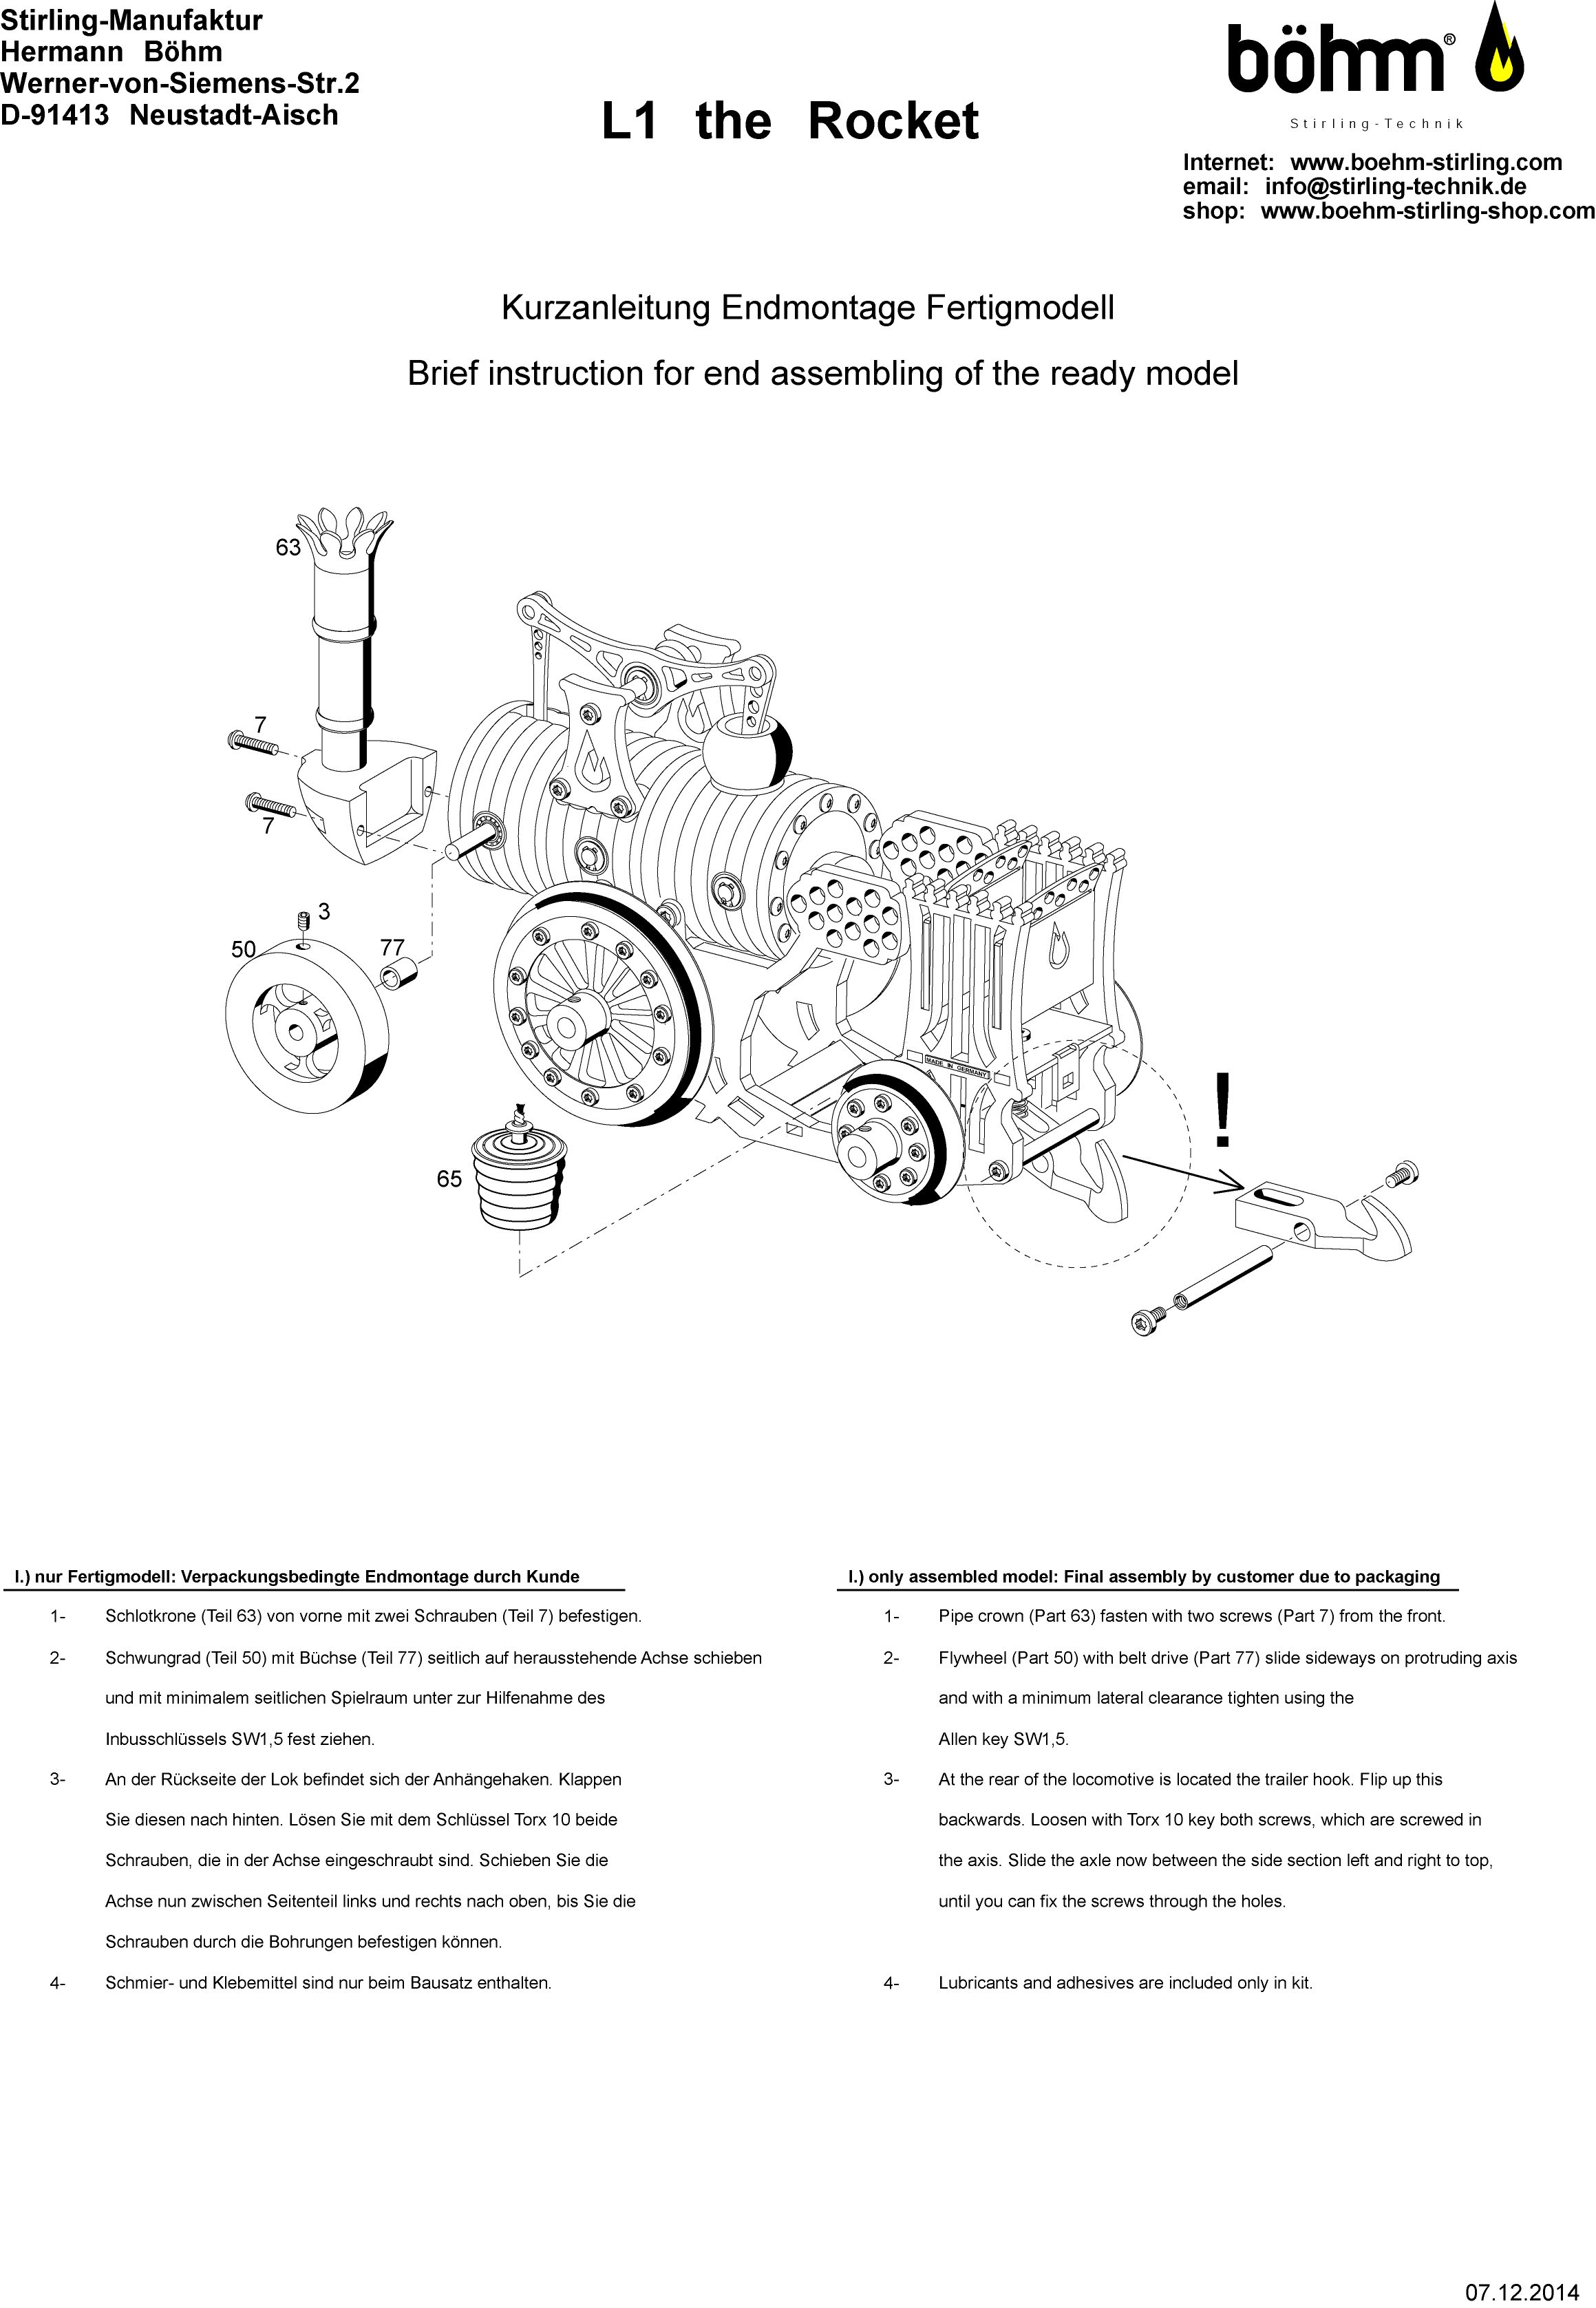 Stirling-Manufaktur
Hermann Böhm
Werner-von-Siemens-Str.2
D-91413 Neustadt-Aisch
L1 the Rocket
böhm®
Stirling-Technik
Internet: www.boehm-stirling.com
email: info@stirling-technik.de
shop: www.boehm-stirling-shop.com
Kurzanleitung Endmontage Fertigmodell
Brief instruction for end assembling of the ready model
63
7
7
3
50
77
65
MADE IN GERMANY
!
I.) nur Fertigmodell: Verpackungsbedingte Endmontage durch Kunde
1- Schlotkrone (Teil 63) von vorne mit zwei Schrauben (Teil 7) befestigen.
2- Schwungrad (Teil 50) mit Büchse (Teil 77) seitlich auf herausstehende Achse schieben
und mit minimalem seitlichen Spielraum unter zur Hilfenahme des
Inbusschlüssels SW1,5 fest ziehen.
3- An der Rückseite der Lok befindet sich der Anhängehaken. Klappen
Sie diesen nach hinten. Lösen Sie mit dem Schlüssel Torx 10 beide
Schrauben, die in der Achse eingeschraubt sind. Schieben Sie die
Achse nun zwischen Seitenteil links und rechts nach oben, bis Sie die
Schrauben durch die Bohrungen befestigen können.
4- Schmier- und Klebemittel sind nur beim Bausatz enthalten.
I.) only assembled model: Final assembly by customer due to packaging
1- Pipe crown (Part 63) fasten with two screws (Part 7) from the front.
2- Flywheel (Part 50) with belt drive (Part 77) slide sideways on protruding axis
and with a minimum lateral clearance tighten using the
Allen key SW1,5.
3- At the rear of the locomotive is located the trailer hook. Flip up this
backwards. Loosen with Torx 10 key both screws, which are screwed in
the axis. Slide the axle now between the side section left and right to top,
until you can fix the screws through the holes.
4- Lubricants and adhesives are included only in kit.
07.12.2014